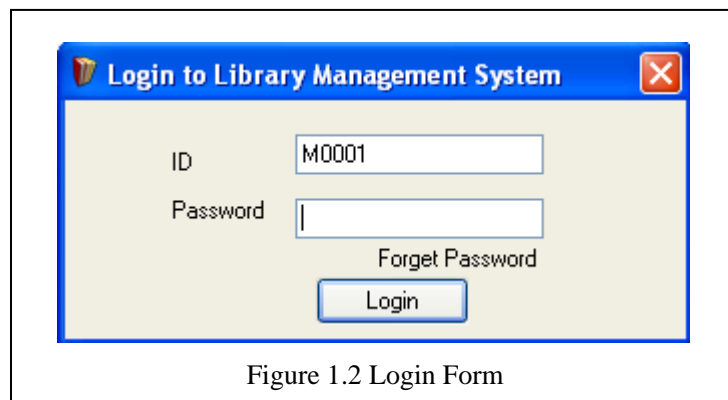 Login to Library Management System
ID M0001
Password
Forget Password
Login
Figure 1.2 Login Form